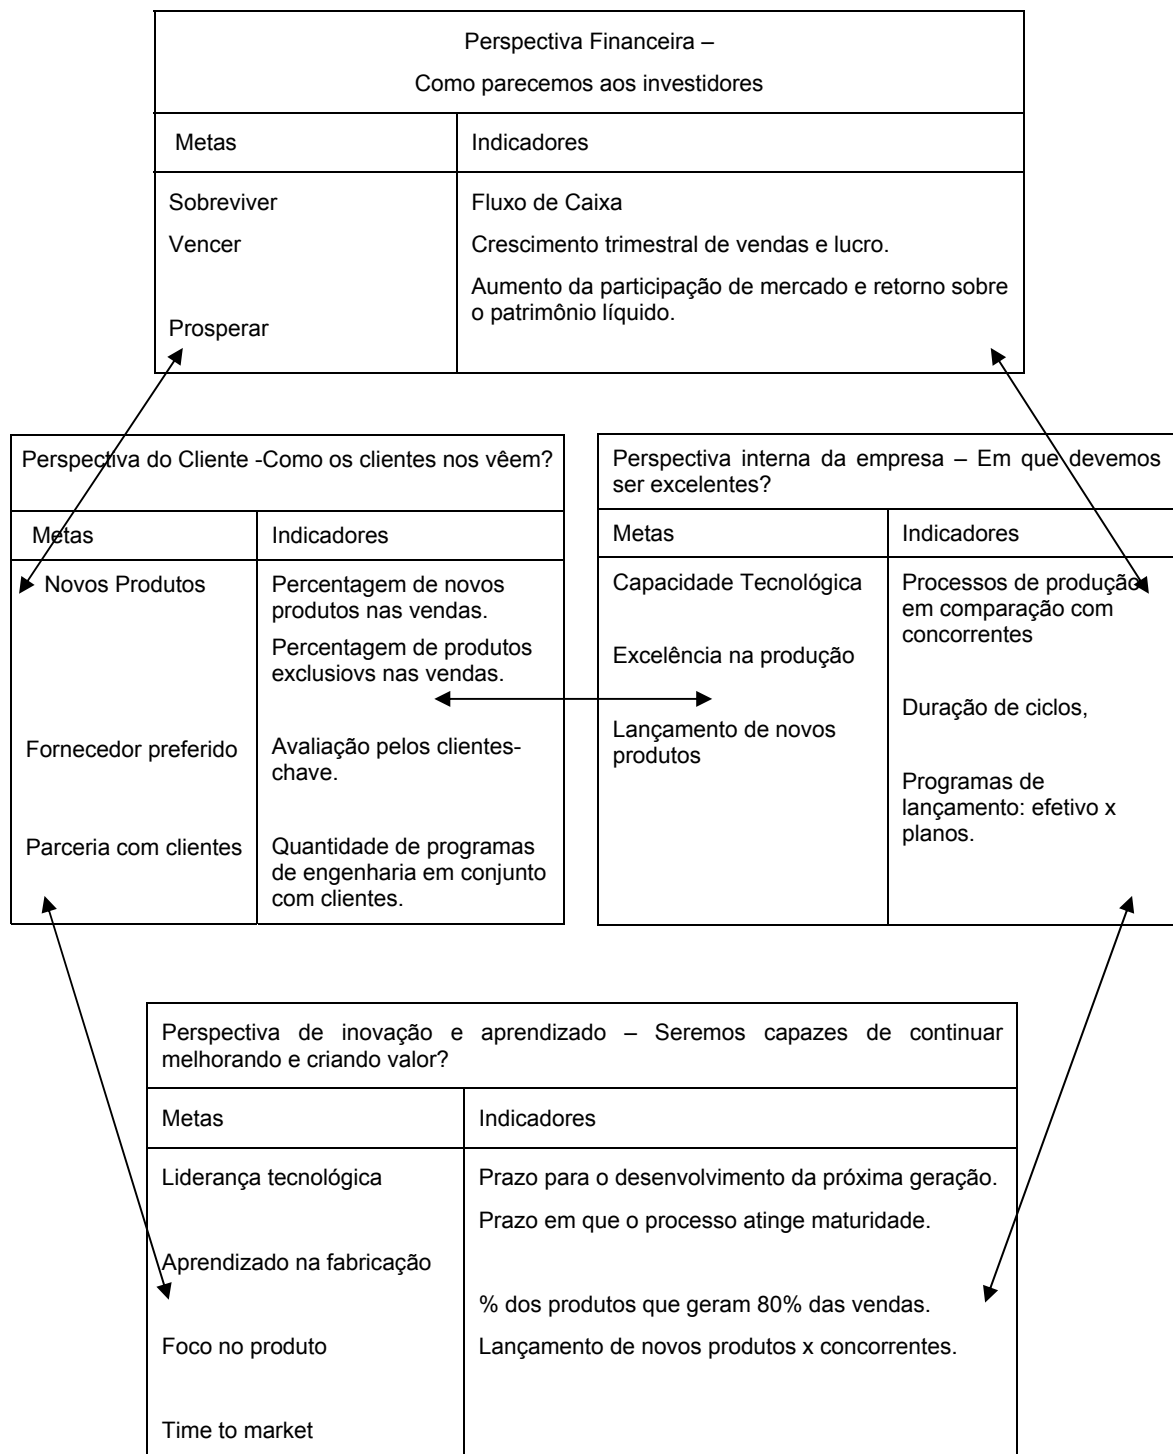 Perspectiva Financeira –
Como parecemos aos investidores
Metas
Indicadores
Sobreviver
Fluxo de Caixa
Vencer
Crescimento trimestral de vendas e lucro.
Aumento da participação de mercado e retorno sobre
o patrimônio líquido.
Prosperar
Perspectiva do Cliente -Como os clientes nos vêem?
Metas
Indicadores
Novos Produtos
Percentagem de novos
produtos nas vendas.
Percentagem de produtos
exclusiovs nas vendas.
Fornecedor preferido
Avaliação pelos clientes-
chave.
Parceria com clientes
Quantidade de programas
de engenharia em conjunto
com clientes.
Perspectiva interna da empresa – Em que devemos
ser excelentes?
Metas
Indicadores
Capacidade Tecnológica
Processos de produção
em comparação com
concorrentes
Excelência na produção
Duração de ciclos,
Lançamento de novos
produtos
Programas de
lançamento: efetivo x
planos.
Perspectiva de inovação e aprendizado – Seremos capazes de continuar
melhorando e criando valor?
Metas
Indicadores
Liderança tecnológica
Prazo para o desenvolvimento da próxima geração.
Prazo em que o processo atinge maturidade.
Aprendizado na fabricação
% dos produtos que geram 80% das vendas.
Foco no produto
Lançamento de novos produtos x concorrentes.
Time to market